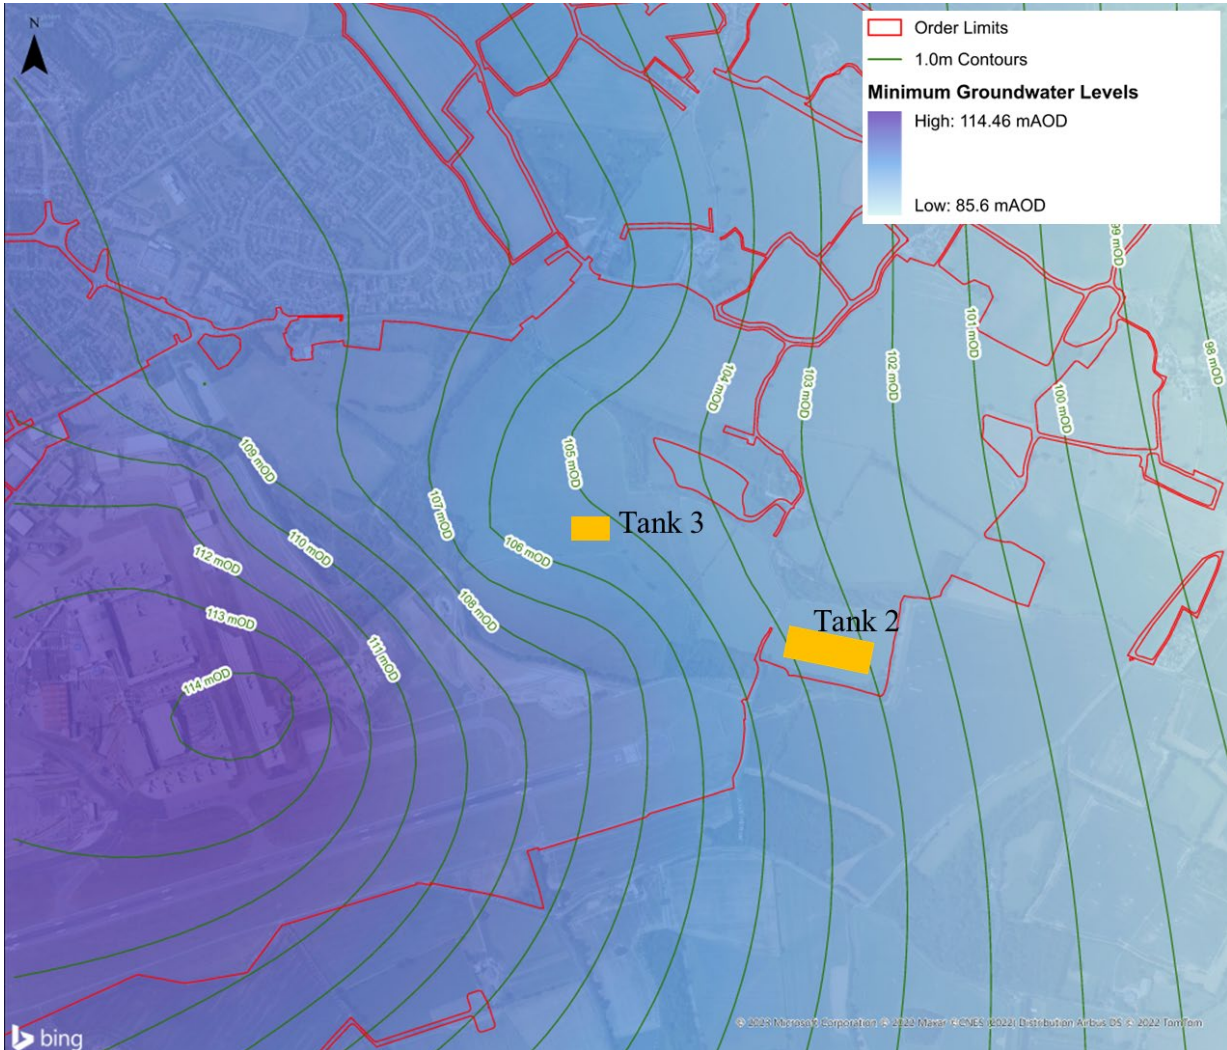 N
Order Limits
1.0m Contours
Minimum Groundwater Levels
High: 114.46 mAOD
Low: 85.6 mAOD
99 mOD
101 mOD
98 mOD
102 mOD
103 mOD
104 mOD
100 mOD
105 mOD
109 mOD
107 mOD
Tank 3
110 mOD
106 mOD
112 mOD
108 mOD
113 mOD
Tank 2
111 mOD
114 mOD
© 2023 Microsoft Corporation © 2022 Maxar ©CNES (2022) Distribution Airbus DS © 2022 TomTom
bing